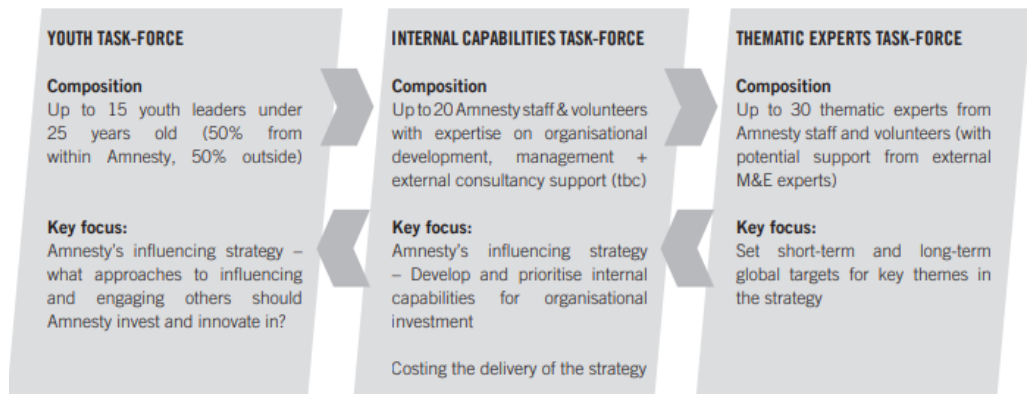 YOUTH TASK-FORCE
Composition
Up to 15 youth leaders under
25 years old (50% from
within Amnesty, 50% outside)
Key focus:
Amnesty's influencing strategy –
what approaches to influencing
and engaging others should
Amnesty invest and innovate in?
INTERNAL CAPABILITIES TASK-FORCE
Composition
Up to 20 Amnesty staff & volunteers
with expertise on organisational
development, management +
external consultancy support (tbc)
Key focus:
Amnesty's influencing strategy
– Develop and prioritise internal
capabilities for organisational
investment
Costing the delivery of the strategy
THEMATIC EXPERTS TASK-FORCE
Composition
Up to 30 thematic experts from
Amnesty staff and volunteers (with
potential support from external
M&E experts)
Key focus:
Set short-term and long-term
global targets for key themes in
the strategy